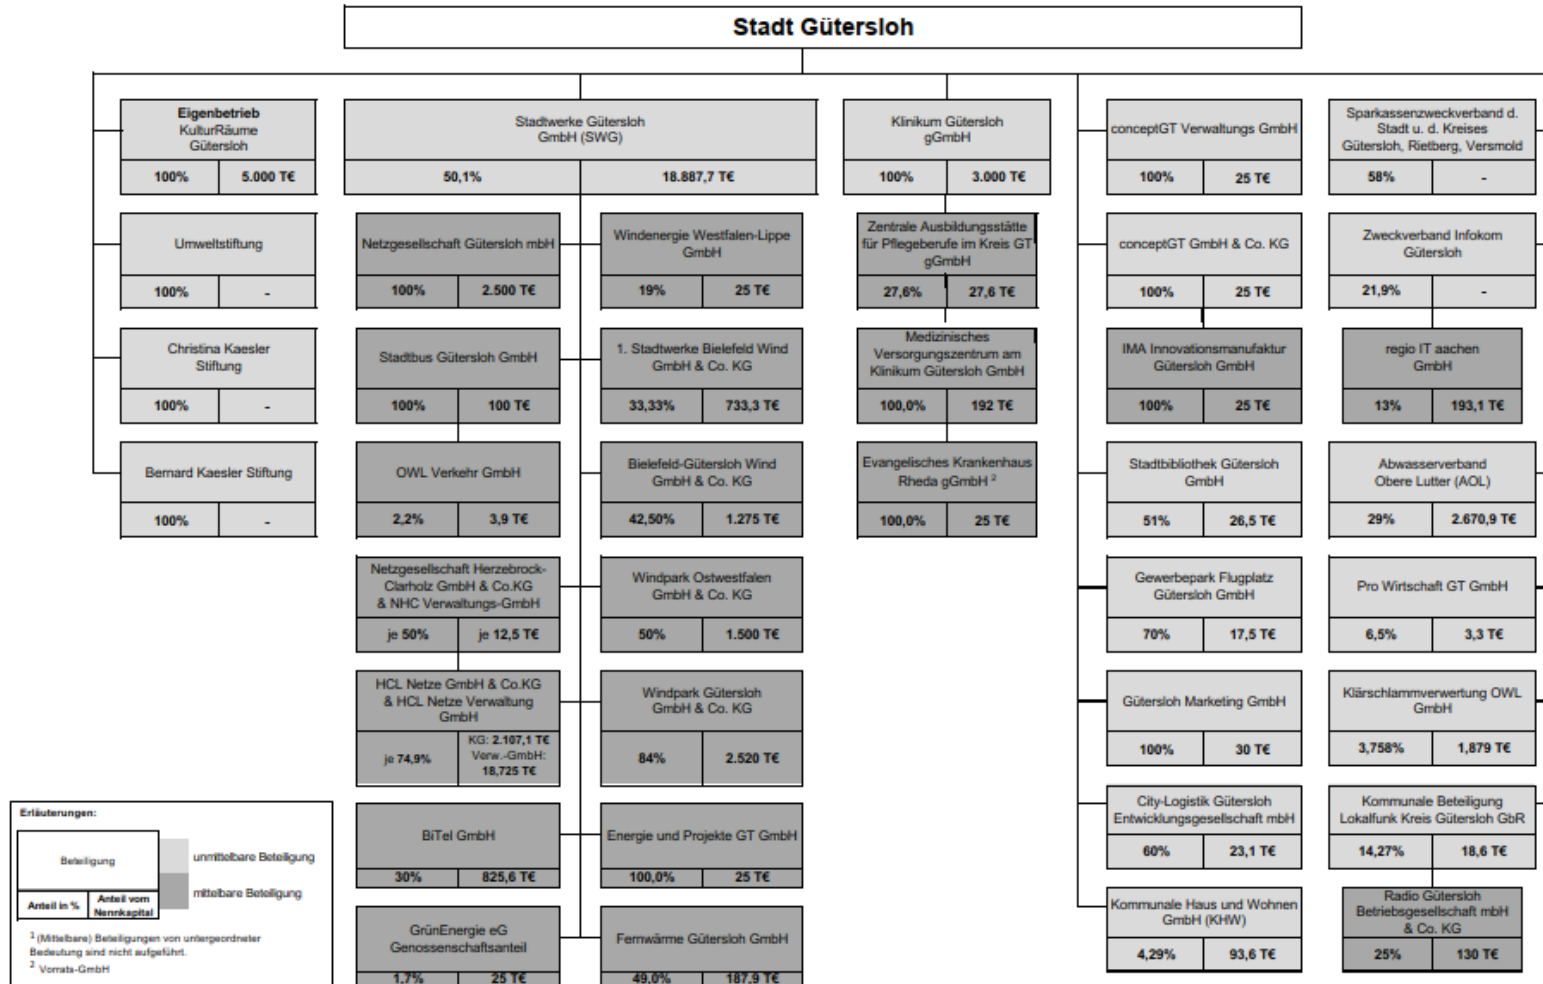 Stadt Gütersloh
Eigenbetrieb
KulturRäume
Gütersloh
100% 5.000 T€
Umweltstiftung
100% -
Christina Kaesler
Stiftung
100% -
Bernard Kaesler Stiftung
100% -
Stadtwerke Gütersloh
GmbH (SWG)
50,1% 18.887,7 T€
Netzgesellschaft Gütersloh mbH
100% 2.500 T€
Stadtbus Gütersloh GmbH
100% 100 T€
OWL Verkehr GmbH
2,2% 3,9 T€
Netzgesellschaft Herzebrock-
Clarholz GmbH & Co.KG
& NHC Verwaltungs-GmbH
je 50% je 12,5 T€
HCL Netze GmbH & Co.KG
& HCL Netze Verwaltung
GmbH
je 74,9%
KG: 2.107,1 T€
Verw.-GmbH:
18,725 T€
BiTel GmbH
30% 825,6 T€
GrünEnergie eG
Genossenschaftsanteil
1,7% 25 T€
Windenergie Westfalen-Lippe
GmbH
19% 25 T€
1. Stadtwerke Bielefeld Wind
GmbH & Co. KG
33,33% 733,3 T€
Bielefeld-Gütersloh Wind
GmbH & Co. KG
42,50% 1.275 T€
Windpark Ostwestfalen
GmbH & Co. KG
50% 1.500 T€
Windpark Gütersloh
GmbH & Co. KG
84% 2.520 T€
Energie und Projekte GT GmbH
100,0% 25 T€
Fernwärme Gütersloh GmbH
49,0% 187,9 T€
Klinikum Gütersloh
gGmbH
100% 3.000 T€
Zentrale Ausbildungsstätte
für Pflegeberufe im Kreis GT
gGmbH
27,6% 27,6 T€
Medizinisches
Versorgungszentrum am
Klinikum Gütersloh GmbH
100,0% 192 T€
Evangelisches Krankenhaus
Rheda gGmbH 2
100,0% 25 T€
conceptGT Verwaltungs GmbH
100% 25 T€
conceptGT GmbH & Co. KG
100% 25 T€
IMA Innovationsmanufaktur
Gütersloh GmbH
100% 25 T€
Stadtbibliothek Gütersloh
GmbH
51% 26,5 T€
Gewerbepark Flugplatz
Gütersloh GmbH
70% 17,5 T€
Gütersloh Marketing GmbH
100% 30 T€
City-Logistik Gütersloh
Entwicklungsgesellschaft mbH
60% 23,1 T€
Kommunale Haus und Wohnen
GmbH (KHW)
4,29% 93,6 T€
Sparkassenzweckverband d.
Stadt u. d. Kreises
Gütersloh, Rietberg, Versmold
58% -
Zweckverband Infokom
Gütersloh
21,9% -
regio IT aachen
GmbH
13% 193,1 T€
Abwasserverband
Obere Lutter (AOL)
29% 2.670,9 T€
Pro Wirtschaft GT GmbH
6,5% 3,3 T€
Klärschlammverwertung OWL
GmbH
3,758% 1,879 T€
Kommunale Beteiligung
Lokalfunk Kreis Gütersloh GbR
14,27% 18,6 T€
Radio Gütersloh
Betriebsgesellschaft mbH
& Co. KG
25% 130 T€
Erläuterungen:
Beteiligung
Anteil in %
Anteil vom
Nennkapital
unmittelbare Beteiligung
mittelbare Beteiligung
1 (Mittelbare) Beteiligungen von untergeordneter
Bedeutung sind nicht aufgeführt.
2 Vorrats-GmbH